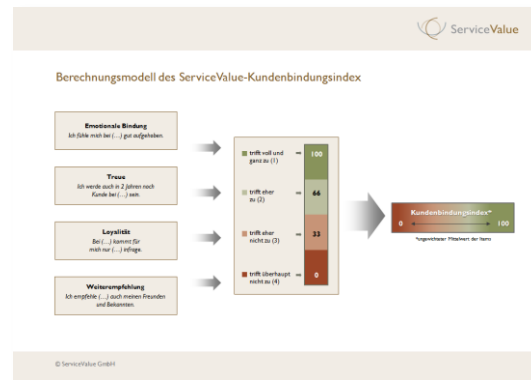 ServiceValue
Berechnungsmodell des ServiceValue-Kundenbindungsindex
Emotionale Bindung
Ich fühle mich bei (…) gut aufgehoben.
Treue
Ich werde auch in 2 Jahren noch
Kunde bei (…) sein.
Loyalität
Bei (…) kommt für
mich nur (…) infrage.
Weiterempfehlung
Ich empfehle (…) auch meinen Freunden
und Bekannten.
trifft voll und
ganz zu (1)
100
trifft eher
zu (2)
66
trifft eher
nicht zu (3)
33
trifft überhaupt
nicht zu (4)
0
Kundenbindungsindex*
0 100
*ungewichteter Mittelwert der Items
© ServiceValue GmbH